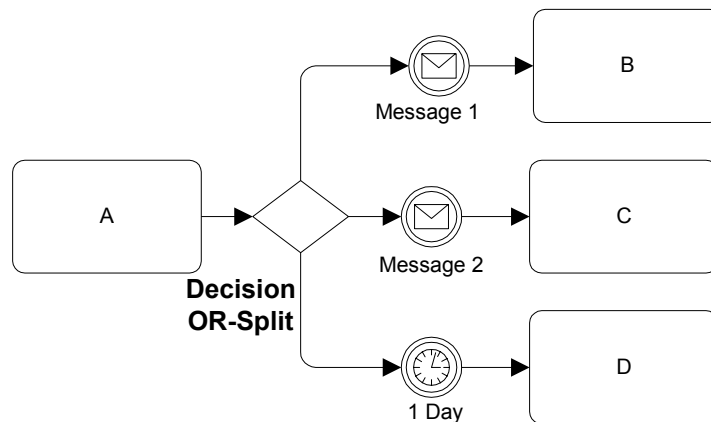 B
Message 1
A
C
Message 2
Decision
OR-Split
D
1 Day